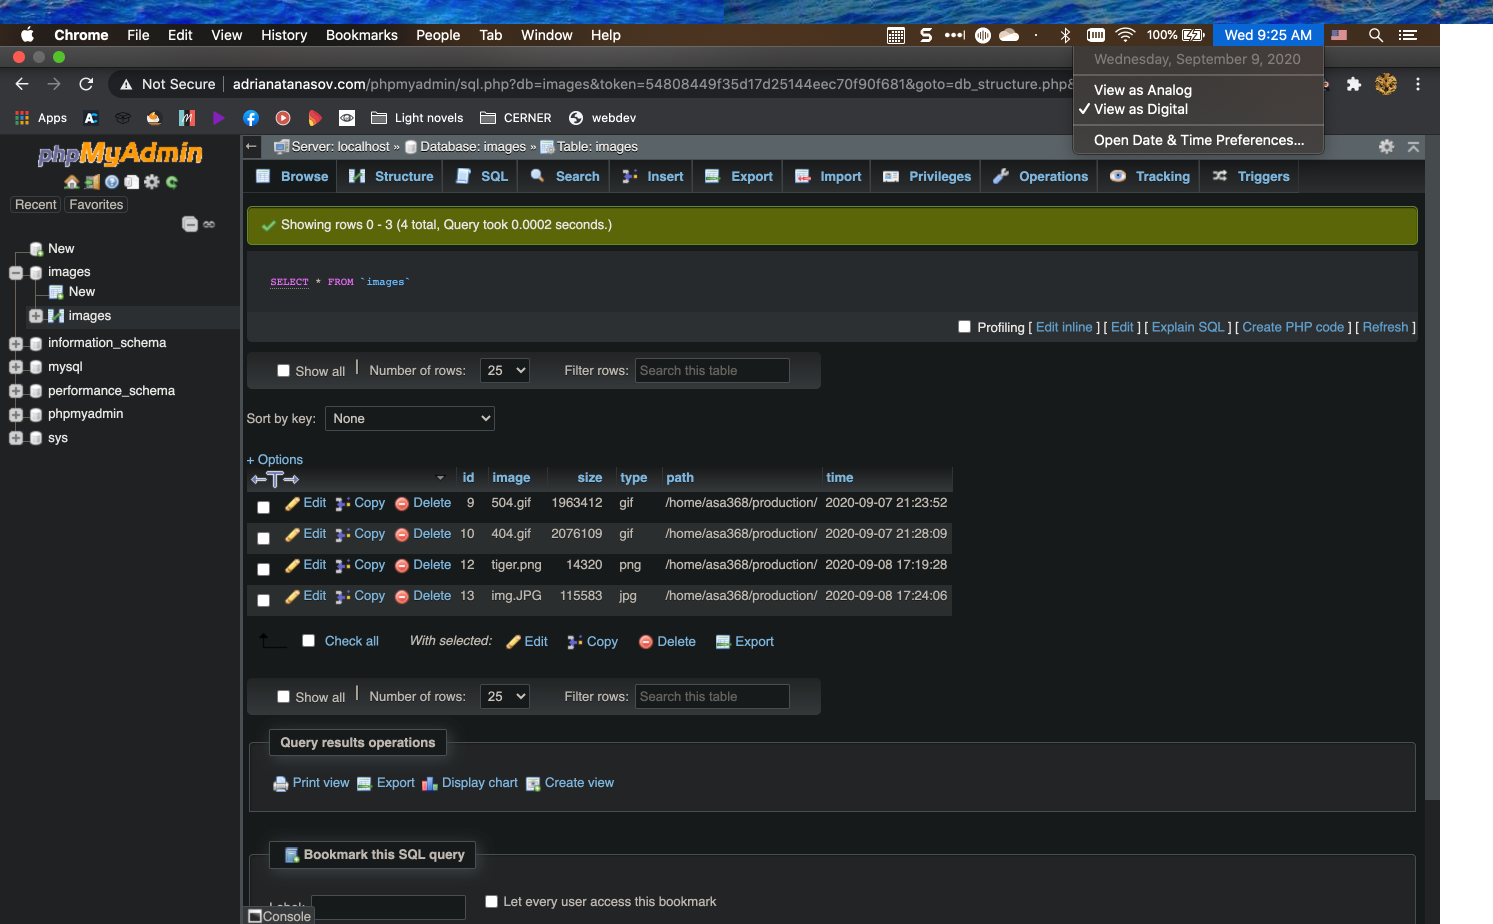 Chrome File Edit View History Bookmarks People Tab Window Help 100% Wed 9:25 AM
Wednesday, September 9, 2020
View as Analog
✓ View as Digital
Open Date & Time Preferences...
Not Secure | adrianatanasov.com/phpmyadmin/sql.php?db=images&token=54808449f35d17d25144eec70f90f681&goto=db_structure.php&
Apps Light novels CERNER webdev
phpMyAdmin
Recent Favorites
New
images
New
images
information_schema
mysql
performance_schema
phpmyadmin
sys
Server: localhost » Database: images » Table: images
Browse Structure SQL Search Insert Export Import Privileges Operations Tracking Triggers
Showing rows 0 - 3 (4 total, Query took 0.0002 seconds.)
SELECT * FROM `images`
Profiling [ Edit inline ] [ Edit ] [ Explain SQL ] [ Create PHP code ] [ Refresh ]
Show all | Number of rows: 25 Filter rows: Search this table
Sort by key: None
+ Options
id image size type path time
Edit Copy Delete 9 504.gif 1963412 gif /home/asa368/production/ 2020-09-07 21:23:52
Edit Copy Delete 10 404.gif 2076109 gif /home/asa368/production/ 2020-09-07 21:28:09
Edit Copy Delete 12 tiger.png 14320 png /home/asa368/production/ 2020-09-08 17:19:28
Edit Copy Delete 13 img.JPG 115583 jpg /home/asa368/production/ 2020-09-08 17:24:06
Check all With selected: Edit Copy Delete Export
Show all | Number of rows: 25 Filter rows: Search this table
Query results operations
Print view Export Display chart Create view
Bookmark this SQL query
Let every user access this bookmark
Console